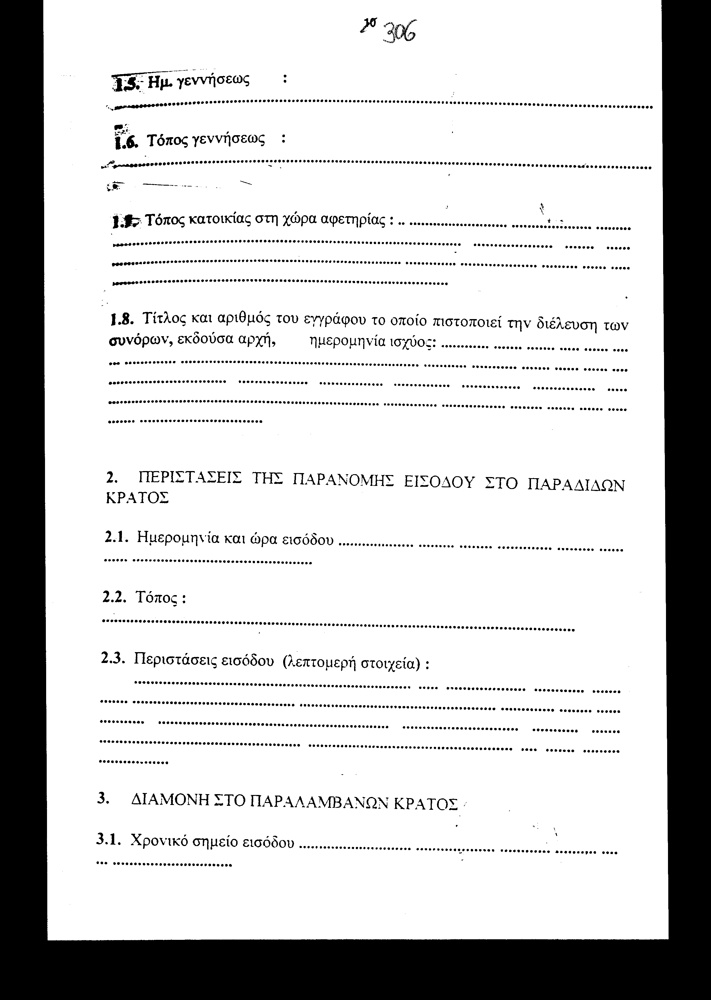 306
1.5. Ημ. γεννήσεως :
1.6. Τόπος γεννήσεως :
Τόπος κατοικίας στη χώρα αφετηρίας : .. ........................ .................... .........
1.8. Τίτλος και αριθμός του εγγράφου το οποίο πιστοποιεί την διέλευση των
συνόρων, εκδούσα αρχή, ημερομηνία ισχύος: ............ ....... ....... ..... ...... ....
2. ΠΕΡΙΣΤΑΣΕΙΣ ΤΗΣ ΠΑΡΑΝΟΜΗΣ ΕΙΣΟΔΟΥ ΣΤΟ ΠΑΡΑΔΙΔΩΝ
ΚΡΑΤΟΣ
2.1. Ημερομηνία και ώρα εισόδου .................. ......... ........ ............. ......... ......
2.2. Τόπος :
2.3. Περιστάσεις εισόδου (λεπτομερή στοιχεία) :
3. ΔΙΑΜΟΝΗ ΣΤΟ ΠΑΡΑΛΑΜΒΑΝΩΝ ΚΡΑΤΟΣ
3.1. Χρονικό σημείο εισόδου ........................... ................... ............ .......... ....